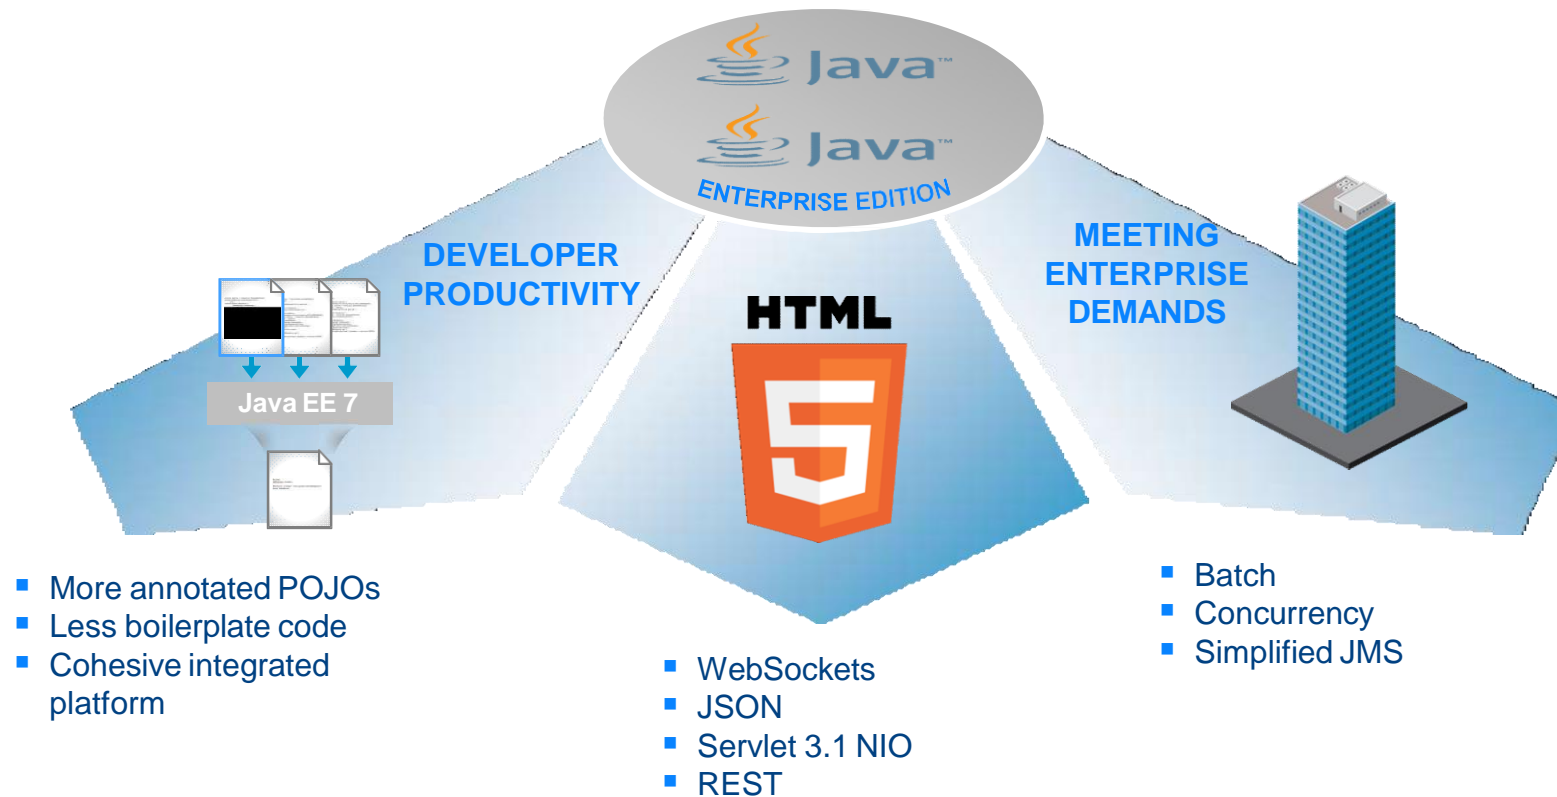 Java™
Java™
ENTERPRISE EDITION
DEVELOPER
PRODUCTIVITY
Java EE 7
HTML
5
MEETING
ENTERPRISE
DEMANDS
More annotated POJOs
Less boilerplate code
Cohesive integrated
platform
WebSockets
JSON
Servlet 3.1 NIO
REST
Batch
Concurrency
Simplified JMS